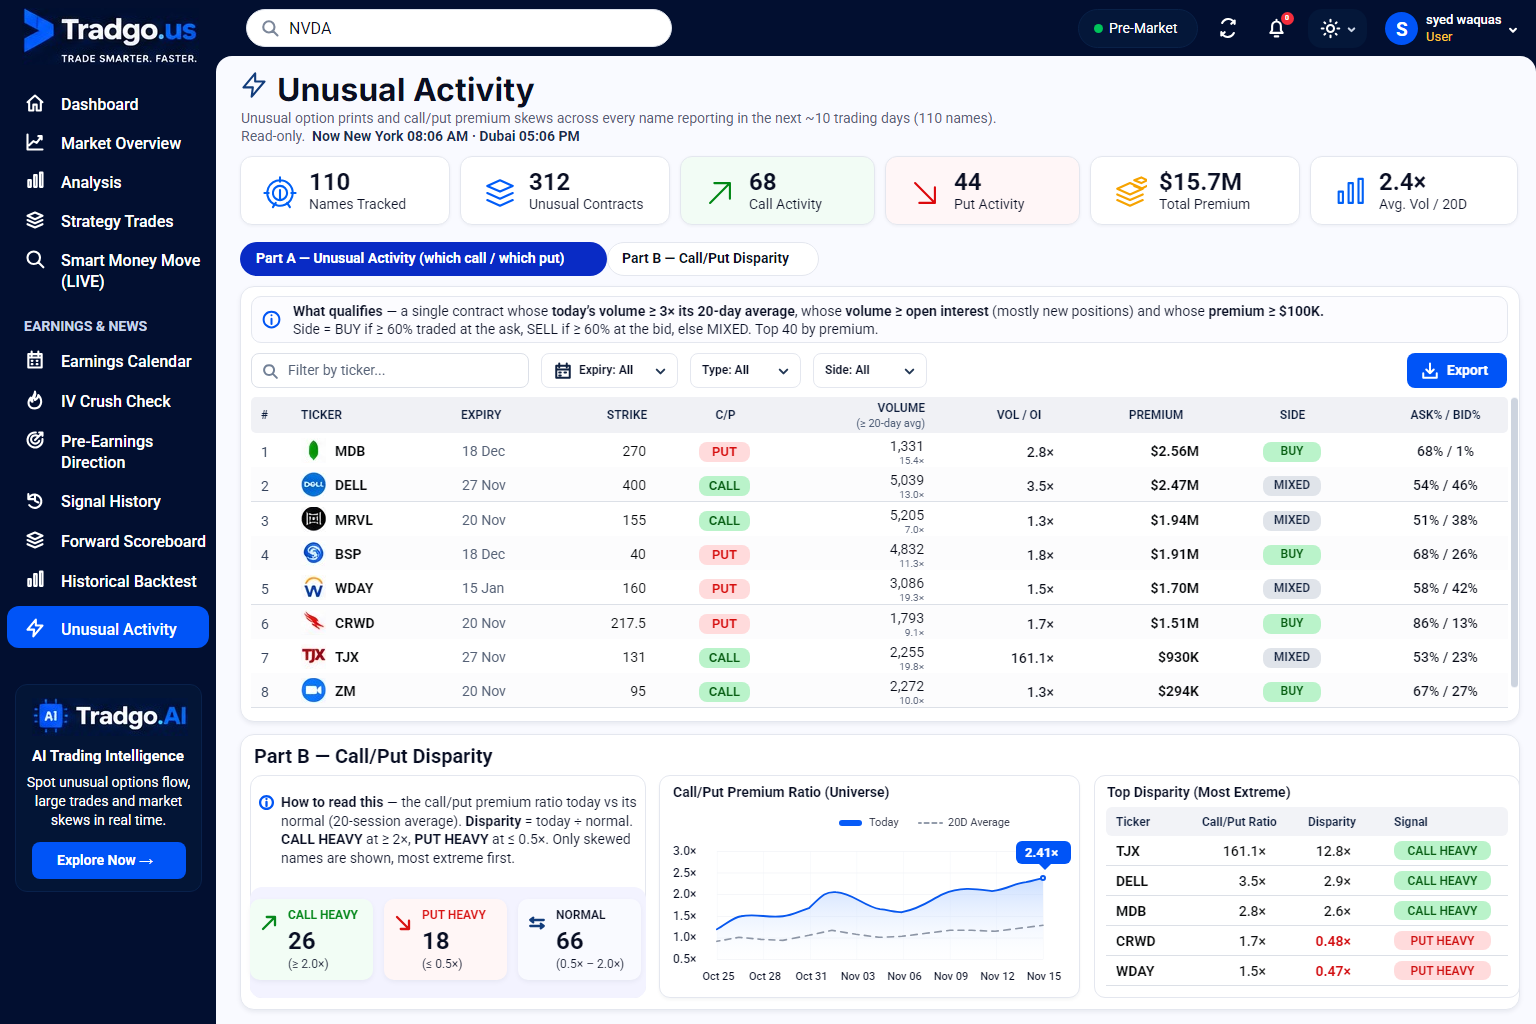 Tradgo.us
TRADE SMARTER. FASTER.
NVDA
Pre-Market
0
S
syed waquas
User
Dashboard
Market Overview
Analysis
Strategy Trades
Smart Money Move
(LIVE)
EARNINGS & NEWS
Earnings Calendar
IV Crush Check
Pre-Earnings
Direction
Signal History
Forward Scoreboard
Historical Backtest
Unusual Activity
AI
Tradgo.AI
AI Trading Intelligence
Spot unusual options flow,
large trades and market
skews in real time.
Explore Now →
Unusual Activity
Unusual option prints and call/put premium skews across every name reporting in the next ~10 trading days (110 names).
Read-only. Now New York 08:06 AM · Dubai 05:06 PM
110
Names Tracked
312
Unusual Contracts
68
Call Activity
44
Put Activity
$15.7M
Total Premium
2.4×
Avg. Vol / 20D
Part A — Unusual Activity (which call / which put)
Part B — Call/Put Disparity
What qualifies — a single contract whose today's volume ≥ 3× its 20-day average, whose volume ≥ open interest (mostly new positions) and whose premium ≥ $100K.
Side = BUY if ≥ 60% traded at the ask, SELL if ≥ 60% at the bid, else MIXED. Top 40 by premium.
Filter by ticker...
Expiry: All
Type: All
Side: All
Export
# TICKER EXPIRY STRIKE C/P VOLUME (≥ 20-day avg) VOL / OI PREMIUM SIDE ASK% / BID%
1 MDB 18 Dec 270 PUT 1,331 15.4× 2.8× $2.56M BUY 68% / 1%
2 DELL DELL 27 Nov 400 CALL 5,039 13.0× 3.5× $2.47M MIXED 54% / 46%
3 MRVL 20 Nov 155 CALL 5,205 7.0× 1.3× $1.94M MIXED 51% / 38%
4 BSP 18 Dec 40 PUT 4,832 11.3× 1.8× $1.91M BUY 68% / 26%
5 WDAY 15 Jan 160 PUT 3,086 19.3× 1.5× $1.70M MIXED 58% / 42%
6 CRWD 20 Nov 217.5 PUT 1,793 9.1× 1.7× $1.51M BUY 86% / 13%
7 TJX TJX 27 Nov 131 CALL 2,255 19.8× 161.1× $930K MIXED 53% / 23%
8 ZM 20 Nov 95 CALL 2,272 10.0× 1.3× $294K BUY 67% / 27%
Part B — Call/Put Disparity
How to read this — the call/put premium ratio today vs its
normal (20-session average). Disparity = today ÷ normal.
CALL HEAVY at ≥ 2×, PUT HEAVY at ≤ 0.5×. Only skewed
names are shown, most extreme first.
CALL HEAVY
26
(≥ 2.0×)
PUT HEAVY
18
(≤ 0.5×)
NORMAL
66
(0.5× – 2.0×)
Call/Put Premium Ratio (Universe)
Today
20D Average
2.41×
3.0×
2.5×
2.0×
1.5×
1.0×
0.5×
Oct 25 Oct 28 Oct 31 Nov 03 Nov 06 Nov 09 Nov 12 Nov 15
Top Disparity (Most Extreme)
Ticker Call/Put Ratio Disparity Signal
TJX 161.1× 12.8× CALL HEAVY
DELL 3.5× 2.9× CALL HEAVY
MDB 2.8× 2.6× CALL HEAVY
CRWD 1.7× 0.48× PUT HEAVY
WDAY 1.5× 0.47× PUT HEAVY